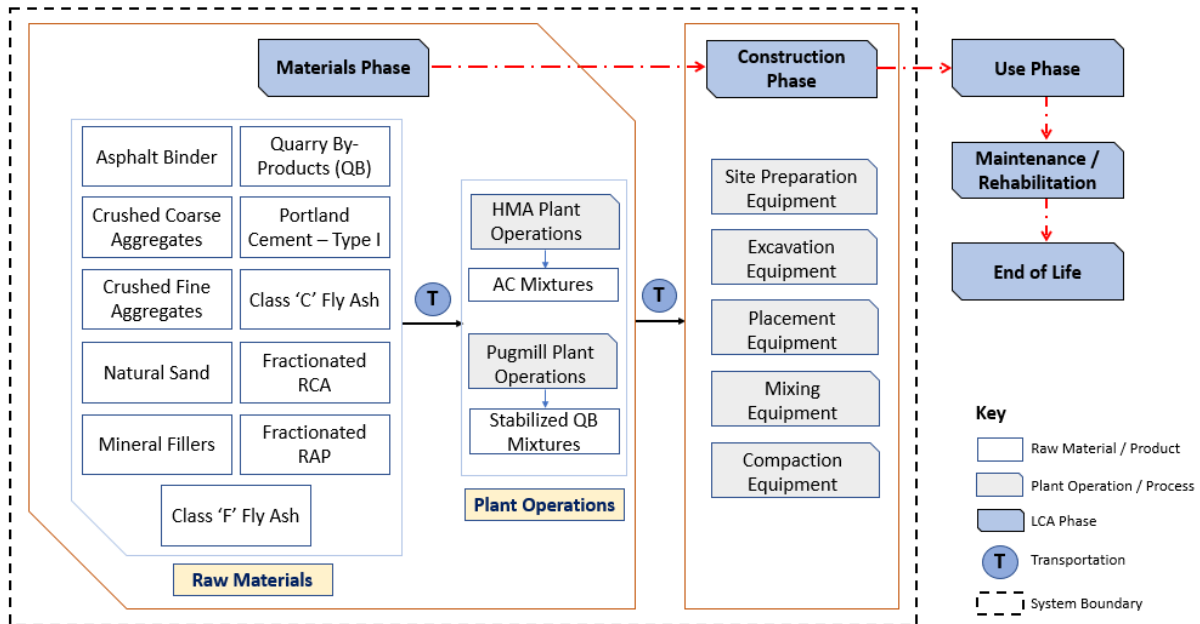 Materials Phase
Construction
Phase
Use Phase
Asphalt Binder
Quarry By-
Products (QB)
Crushed Coarse
Aggregates
Portland
Cement – Type I
Crushed Fine
Aggregates
Class ‘C’ Fly Ash
Natural Sand
Fractionated
RCA
Mineral Fillers
Fractionated
RAP
Class ‘F’ Fly Ash
Raw Materials
T
HMA Plant
Operations
AC Mixtures
Pugmill Plant
Operations
Stabilized QB
Mixtures
Plant Operations
T
Site Preparation
Equipment
Excavation
Equipment
Placement
Equipment
Mixing
Equipment
Compaction
Equipment
Maintenance /
Rehabilitation
End of Life
Key
Raw Material / Product
Plant Operation / Process
LCA Phase
T
Transportation
System Boundary